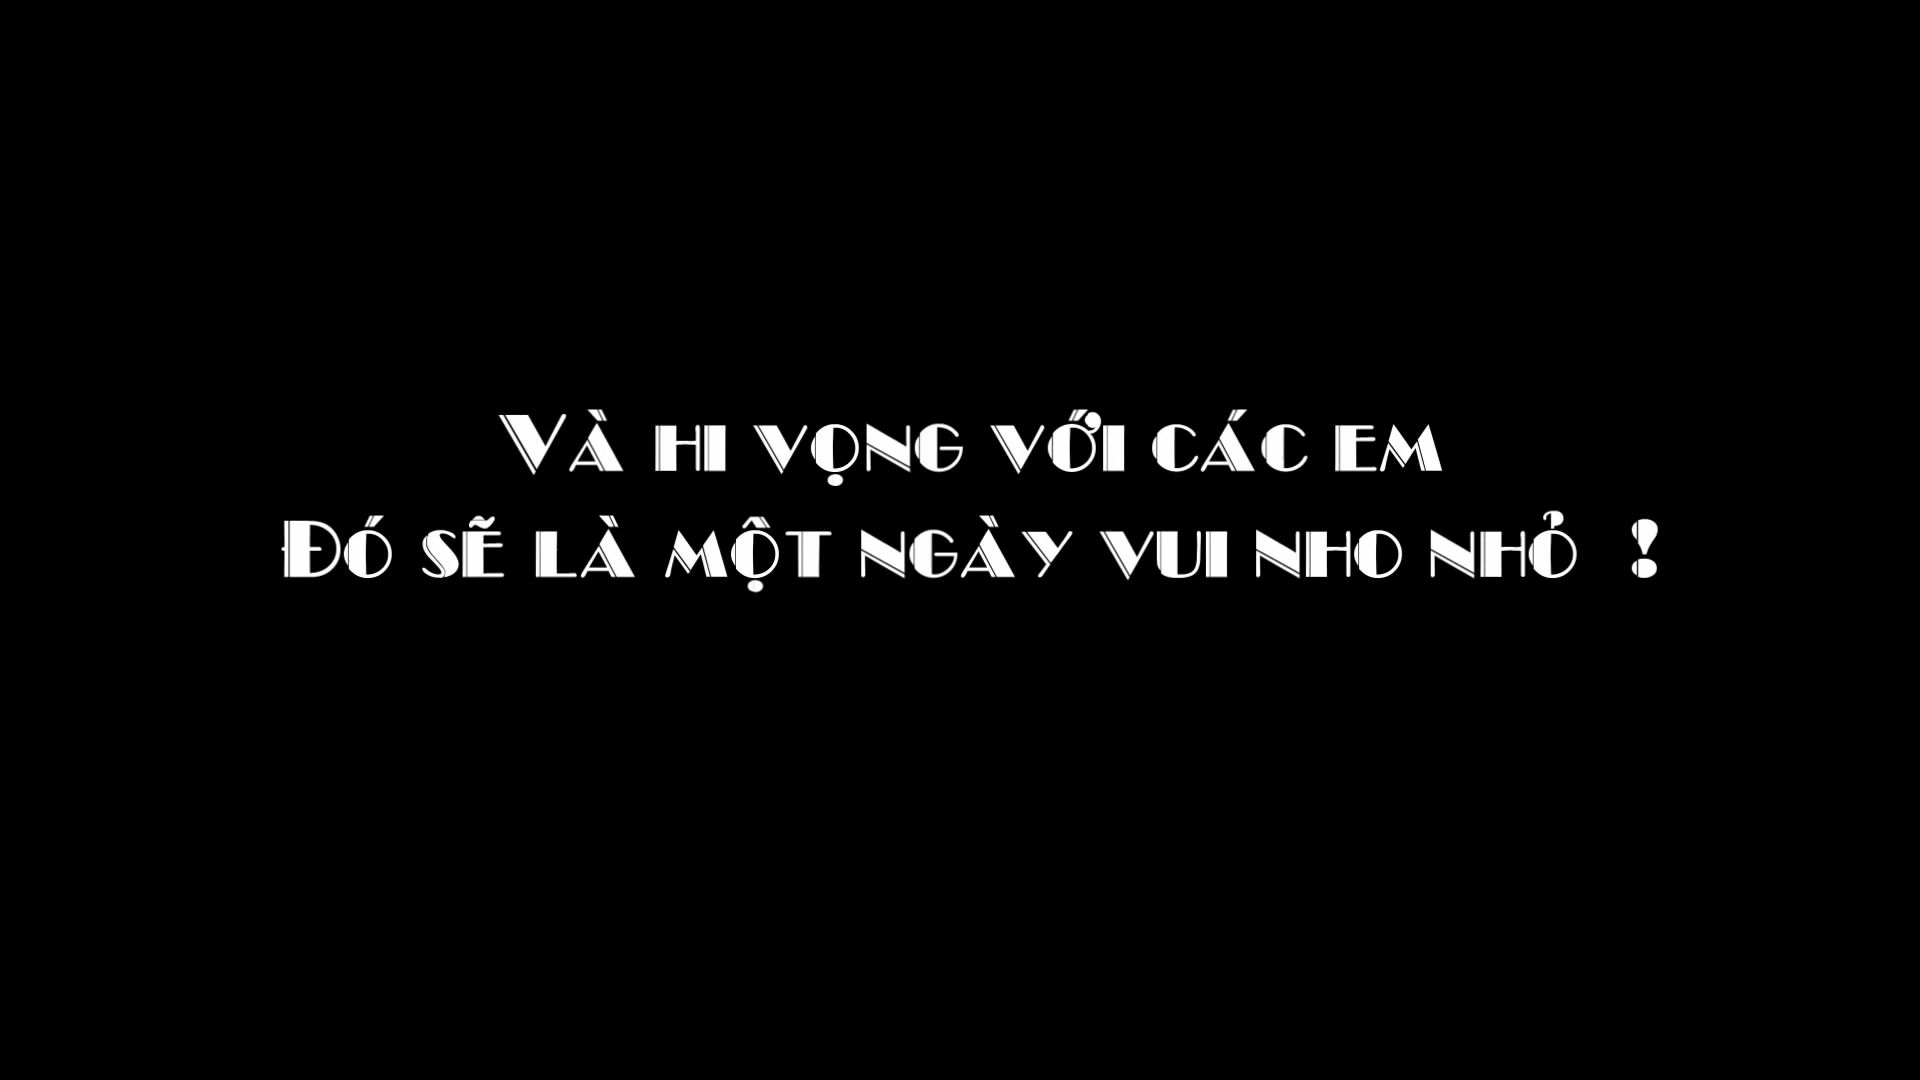 Và hi vọng với các em
Đó sẽ là một ngày vui nho nhỏ !